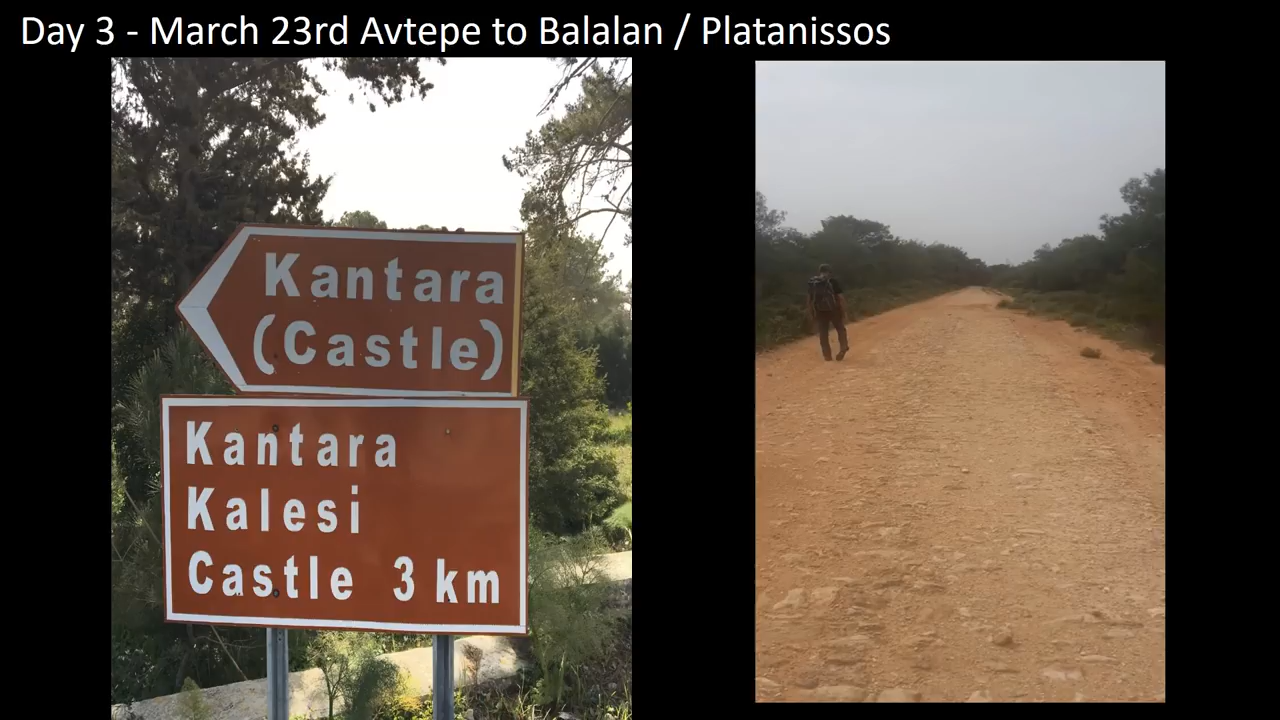 Day 3 - March 23rd Avtepe to Balalan / Platanissos
Kantara
(Castle)
Kantara
Kalesi
Castle 3 km